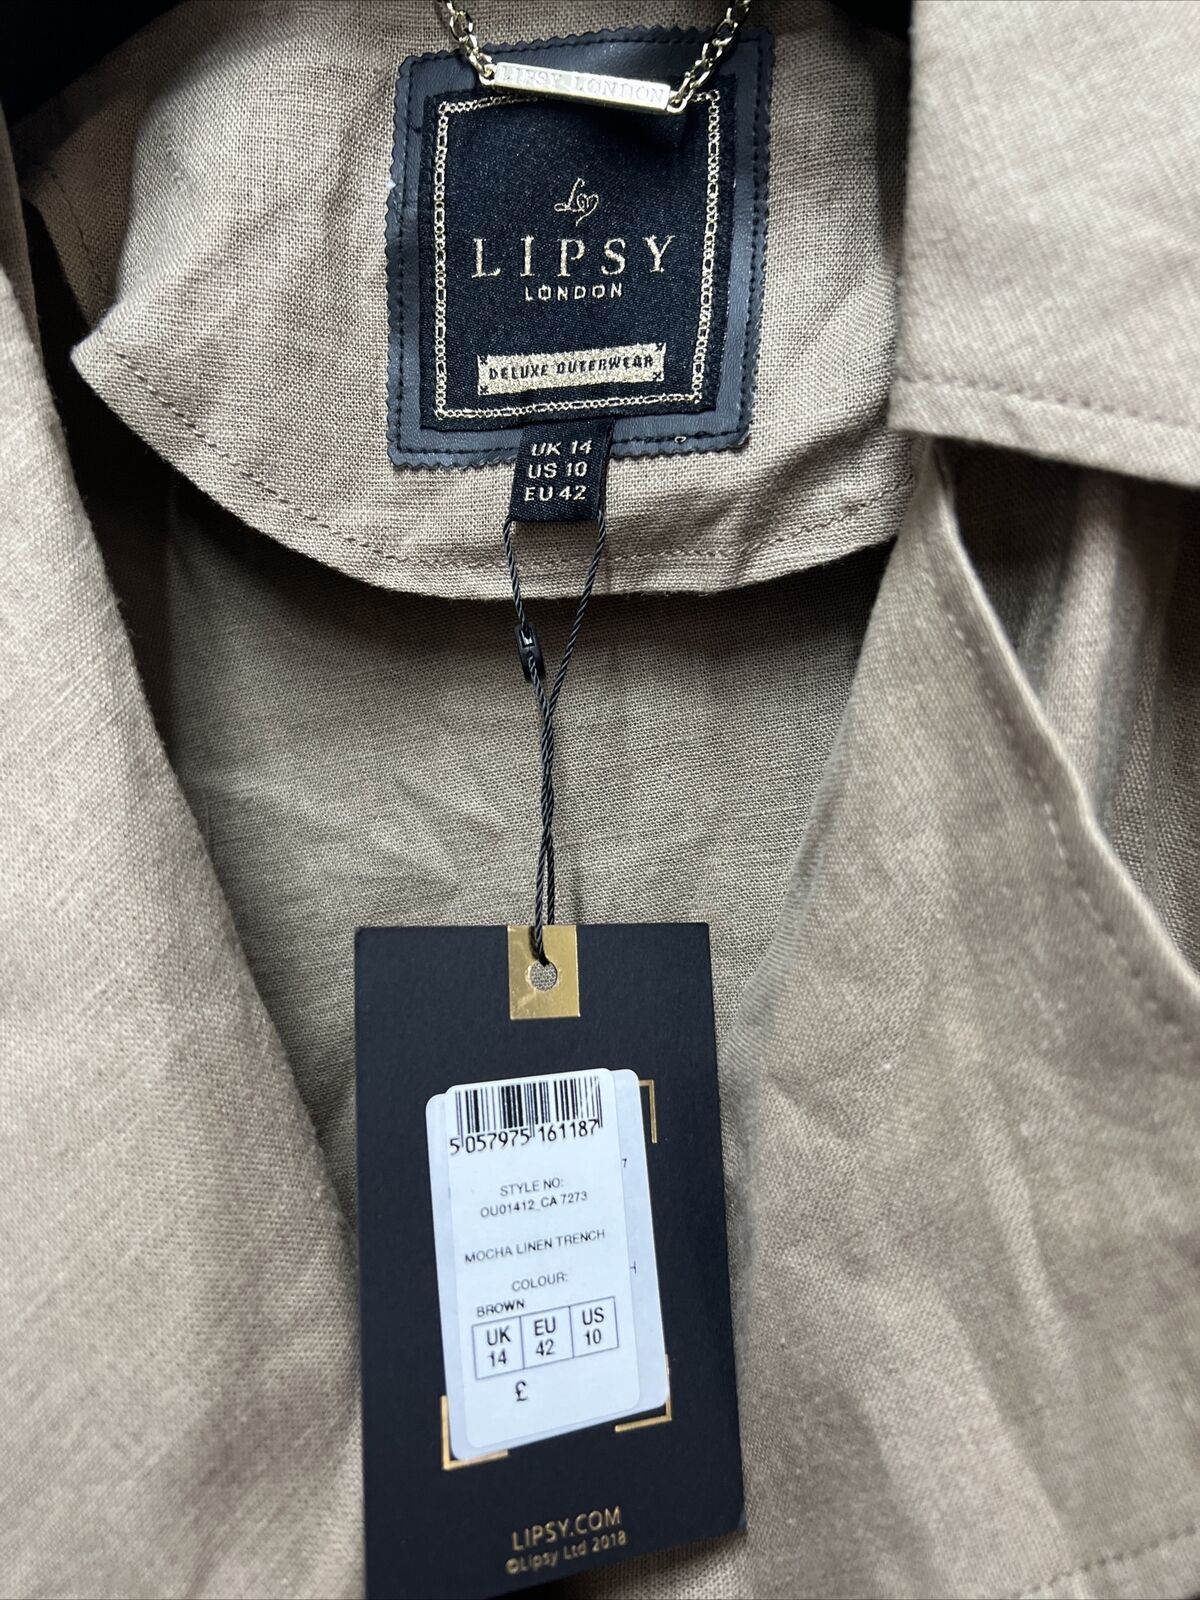 LIPSY LONDON
LIPSY
LONDON
DELUXE OUTERWEAR
UK 14
US 10
EU 42
5 057975 161187
7
STYLE NO:
OU01412_CA 7273
MOCHA LINEN TRENCH
H
COLOUR:
BROWN
UK EU US
14 42 10
£
LIPSY.COM
©Lipsy Ltd 2018